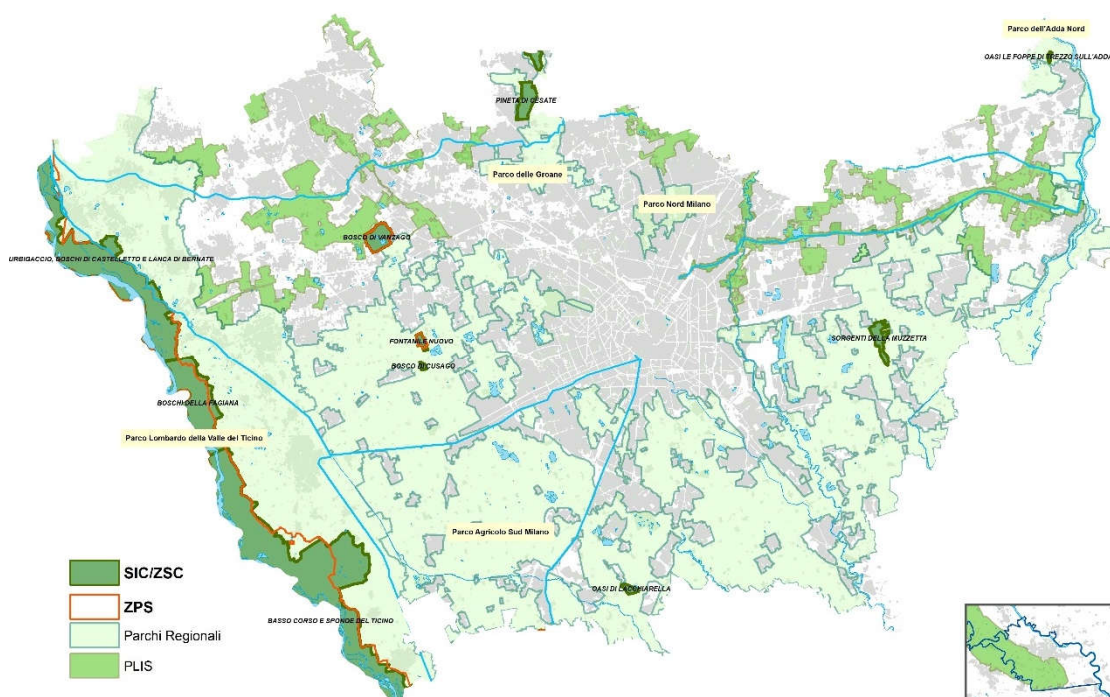 Parco dell'Adda Nord
OASI LE FOPPE DI TREZZO SULL'ADDA
PINETA DI CESATE
Parco delle Groane
Parco Nord Milano
BOSCO DI VANZAGO
URBIGACCIO, BOSCHI DI CASTELLETTO E LANCA DI BERNATE
FONTANILE NUOVO
SORGENTI DELLA MUZZETTA
BOSCO DI CUSAGO
BOSCHI DELLA FAGIANA
Parco Lombardo della Valle del Ticino
Parco Agricolo Sud Milano
OASI DI LACCHIARELLA
BASSO CORSO E SPONDE DEL TICINO
SIC/ZSC
ZPS
Parchi Regionali
PLIS